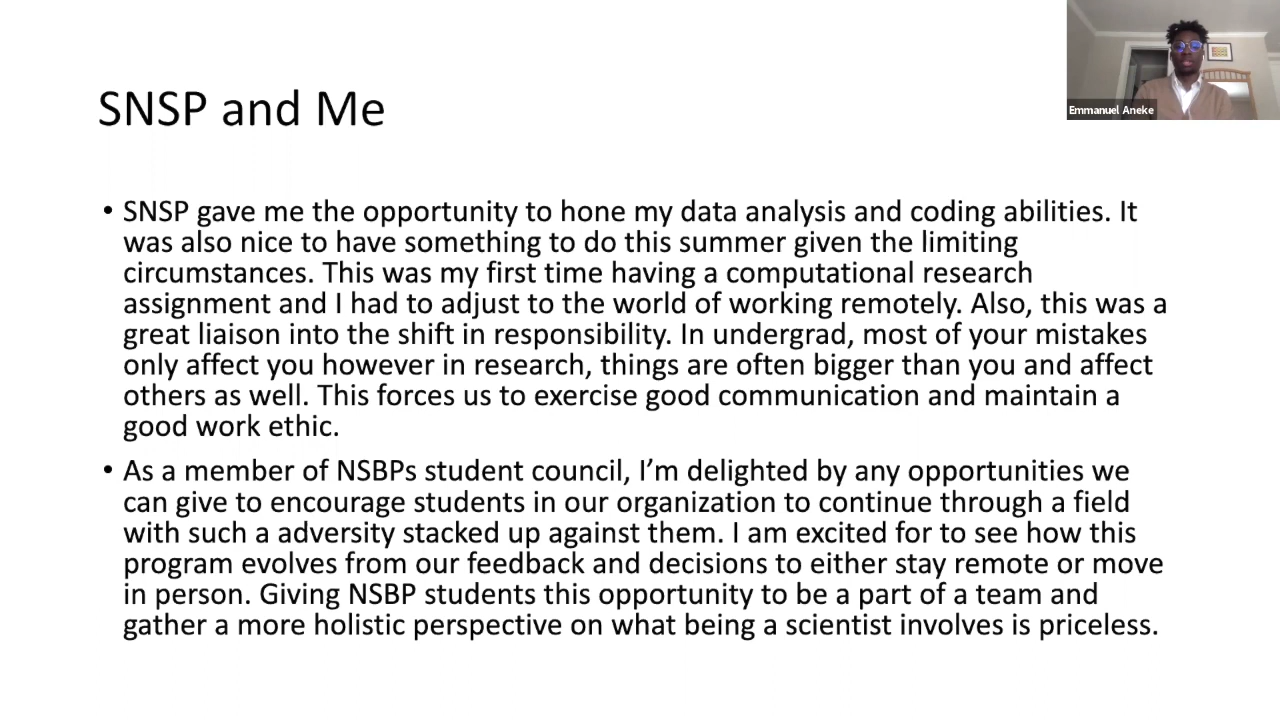 SNSP and Me
Emmanuel Aneke
• SNSP gave me the opportunity to hone my data analysis and coding abilities. It
was also nice to have something to do this summer given the limiting
circumstances. This was my first time having a computational research
assignment and I had to adjust to the world of working remotely. Also, this was a
great liaison into the shift in responsibility. In undergrad, most of your mistakes
only affect you however in research, things are often bigger than you and affect
others as well. This forces us to exercise good communication and maintain a
good work ethic.
• As a member of NSBPs student council, I’m delighted by any opportunities we
can give to encourage students in our organization to continue through a field
with such a adversity stacked up against them. I am excited for to see how this
program evolves from our feedback and decisions to either stay remote or move
in person. Giving NSBP students this opportunity to be a part of a team and
gather a more holistic perspective on what being a scientist involves is priceless.